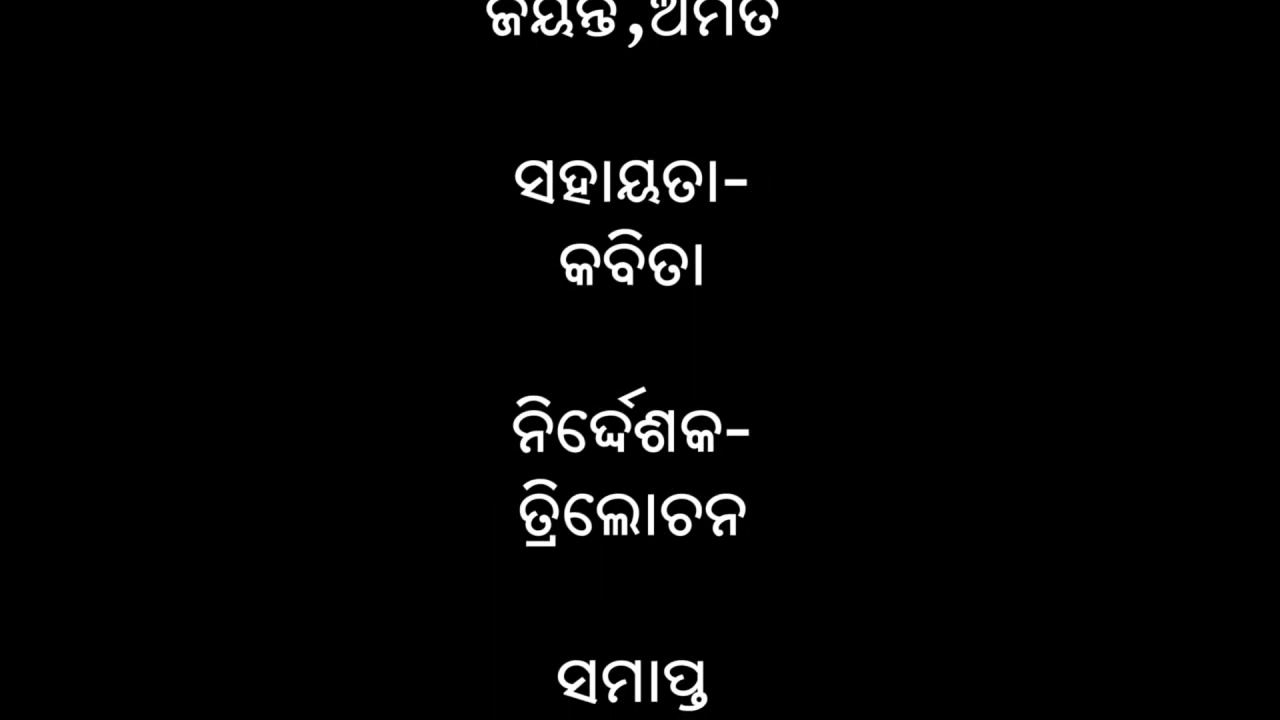 ଜୟନ୍ତ,ଅମିତ
ସହାୟତା-
କବିତା
ନିର୍ଦ୍ଦେଶକ-
ତ୍ରିଲୋଚନ
ସମାପ୍ତ